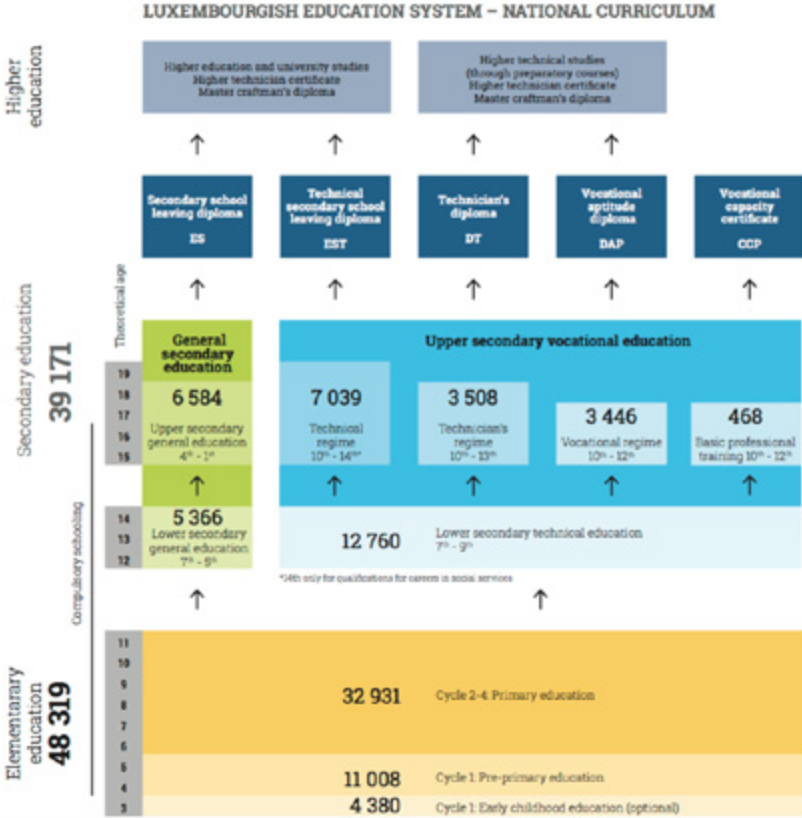 LUXEMBOURGISH EDUCATION SYSTEM – NATIONAL CURRICULUM
Higher
education
Higher education and university studies
Higher technician certificate
Master craftman's diploma
Higher technical studies
(through preparatory courses)
Higher technician certificate
Master craftman's diploma
Secondary school
leaving diploma
ES
Technical
secondary school
leaving diploma
EST
Technician's
diploma
DT
Vocational
aptitude
diploma
DAP
Vocational
capacity
certificate
CCP
Theoretical age
Secondary education
39 171
General
secondary
education
Upper secondary vocational education
19
18
17
16
15
6 584
Upper secondary
general education
4th - 1st
7 039
Technical
regime
10th - 14th*
3 508
Technician's
regime
10th - 13th
3 446
Vocational regime
10th - 12th
468
Basic professional
training 10th - 12th
Compulsory schooling
14
13
12
5 366
Lower secondary
general education
7th - 5th
12 760
Lower secondary technical education
7th - 9th
*14th only for qualifications for careers in social services
Elementarary
education
48 319
11
10
9
8
7
6
32 931
Cycle 2-4: Primary education
5
4
11 008
Cycle 1: Pre-primary education
3
4 380
Cycle 1: Early childhood education (optional)